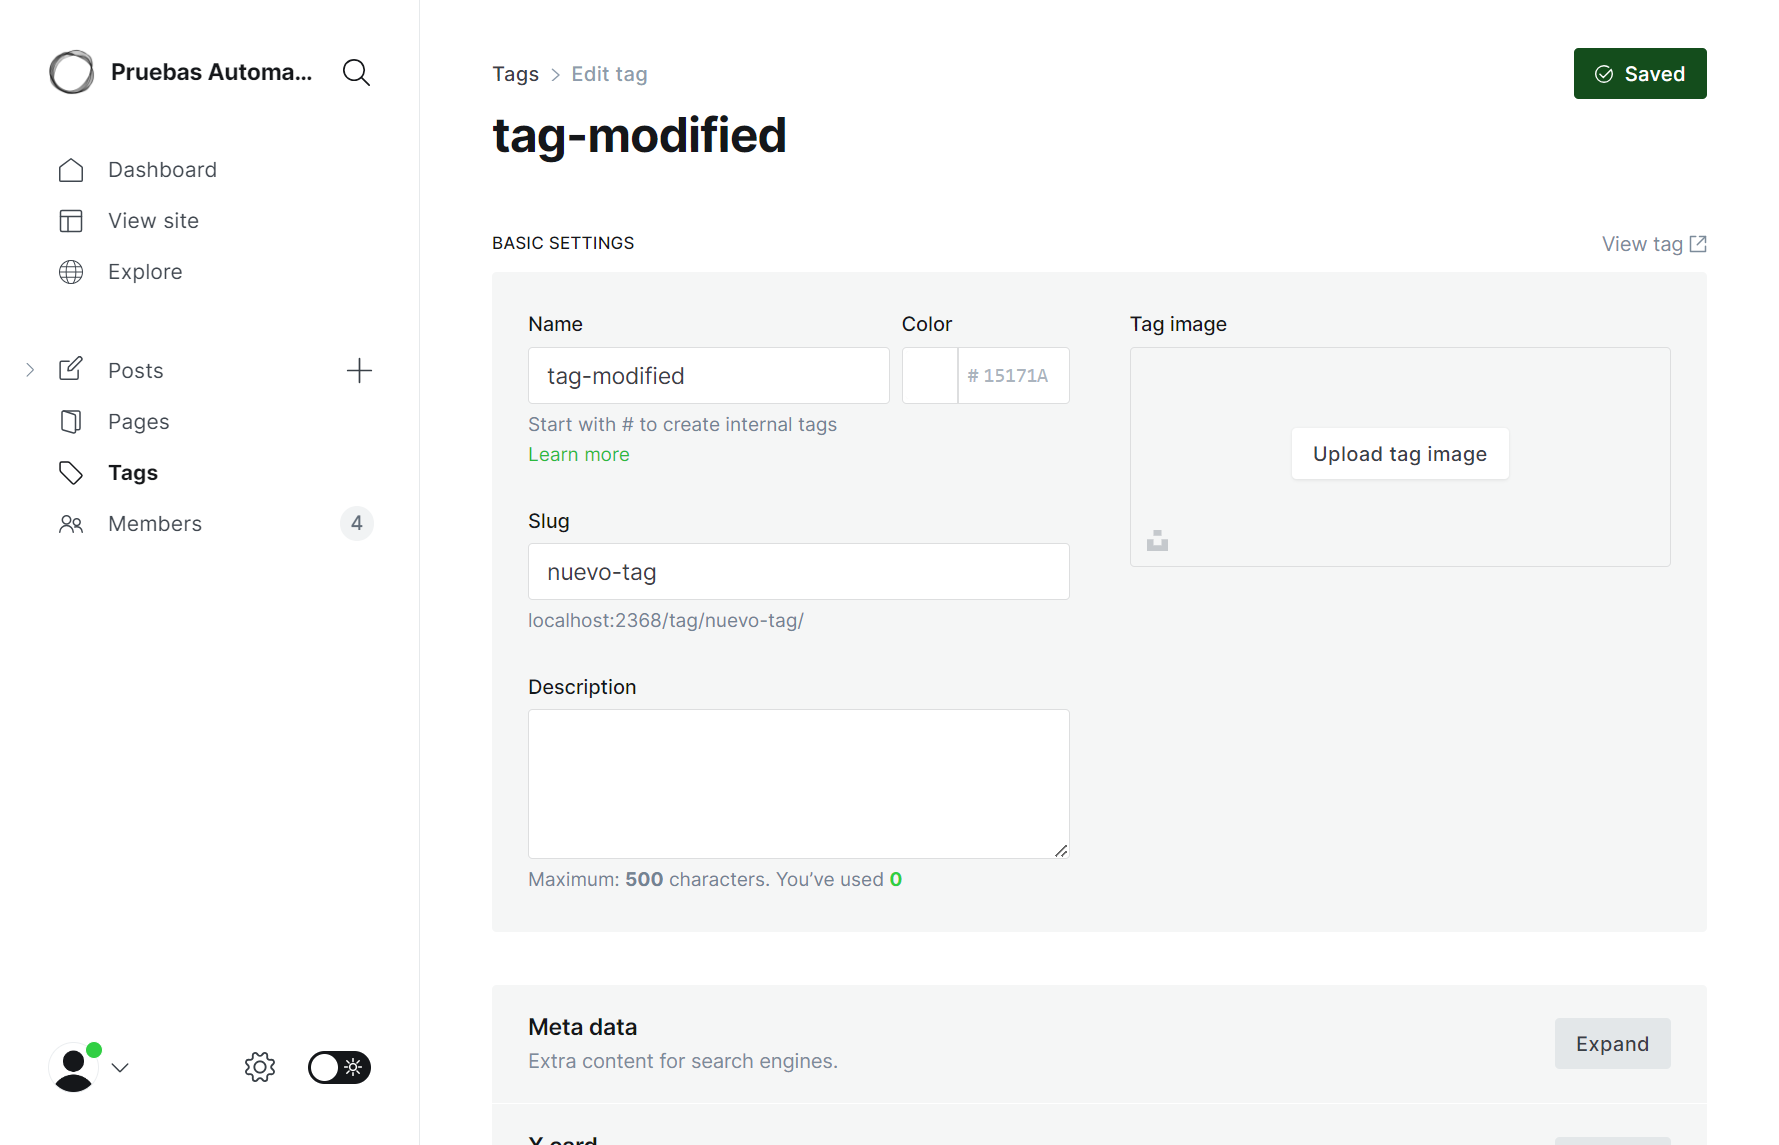 Pruebas Automa...
Dashboard
View site
Explore
Posts
Pages
Tags
Members
4
Tags > Edit tag
Saved
tag-modified
BASIC SETTINGS
View tag
Name
tag-modified
Start with # to create internal tags
Learn more
Color
# 15171A
Slug
nuevo-tag
localhost:2368/tag/nuevo-tag/
Description
Maximum: 500 characters. You’ve used 0
Tag image
Upload tag image
Meta data
Extra content for search engines.
Expand
X card